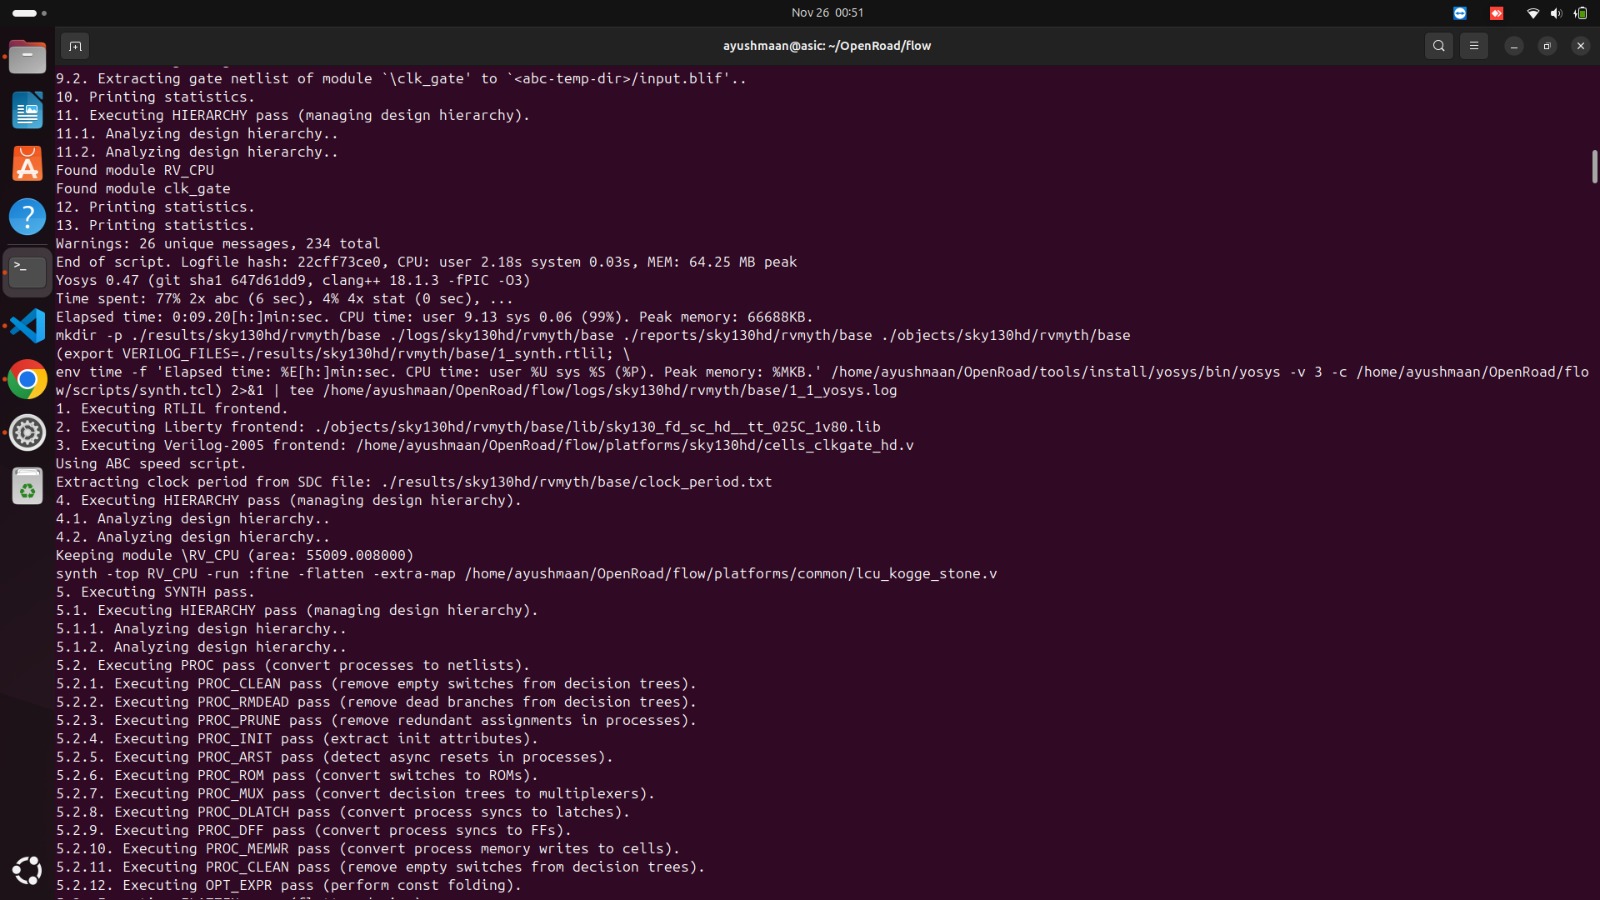 Nov 26 00:51
ayushmaan@asic: ~/OpenRoad/flow
9.2. Extracting gate netlist of module `\clk_gate' to `<abc-temp-dir>/input.blif'..
10. Printing statistics.
11. Executing HIERARCHY pass (managing design hierarchy).
11.1. Analyzing design hierarchy..
11.2. Analyzing design hierarchy..
Found module RV_CPU
Found module clk_gate
12. Printing statistics.
13. Printing statistics.
Warnings: 26 unique messages, 234 total
End of script. Logfile hash: 22cff73ce0, CPU: user 2.18s system 0.03s, MEM: 64.25 MB peak
Yosys 0.47 (git sha1 647d61dd9, clang++ 18.1.3 -fPIC -O3)
Time spent: 77% 2x abc (6 sec), 4% 4x stat (0 sec), ...
Elapsed time: 0:09.20[h:]min:sec. CPU time: user 9.13 sys 0.06 (99%). Peak memory: 66688KB.
mkdir -p ./results/sky130hd/rvmyth/base ./logs/sky130hd/rvmyth/base ./reports/sky130hd/rvmyth/base ./objects/sky130hd/rvmyth/base
(export VERILOG_FILES=./results/sky130hd/rvmyth/base/1_synth.rtlil; \
env time -f 'Elapsed time: %E[h:]min:sec. CPU time: user %U sys %S (%P). Peak memory: %MKB.' /home/ayushmaan/OpenRoad/tools/install/yosys/bin/yosys -v 3 -c /home/ayushmaan/OpenRoad/flo
w/scripts/synth.tcl) 2>&1 | tee /home/ayushmaan/OpenRoad/flow/logs/sky130hd/rvmyth/base/1_1_yosys.log
1. Executing RTLIL frontend.
2. Executing Liberty frontend: ./objects/sky130hd/rvmyth/base/lib/sky130_fd_sc_hd__tt_025C_1v80.lib
3. Executing Verilog-2005 frontend: /home/ayushmaan/OpenRoad/flow/platforms/sky130hd/cells_clkgate_hd.v
Using ABC speed script.
Extracting clock period from SDC file: ./results/sky130hd/rvmyth/base/clock_period.txt
4. Executing HIERARCHY pass (managing design hierarchy).
4.1. Analyzing design hierarchy..
4.2. Analyzing design hierarchy..
Keeping module \RV_CPU (area: 55009.008000)
synth -top RV_CPU -run :fine -flatten -extra-map /home/ayushmaan/OpenRoad/flow/platforms/common/lcu_kogge_stone.v
5. Executing SYNTH pass.
5.1. Executing HIERARCHY pass (managing design hierarchy).
5.1.1. Analyzing design hierarchy..
5.1.2. Analyzing design hierarchy..
5.2. Executing PROC pass (convert processes to netlists).
5.2.1. Executing PROC_CLEAN pass (remove empty switches from decision trees).
5.2.2. Executing PROC_RMDEAD pass (remove dead branches from decision trees).
5.2.3. Executing PROC_PRUNE pass (remove redundant assignments in processes).
5.2.4. Executing PROC_INIT pass (extract init attributes).
5.2.5. Executing PROC_ARST pass (detect async resets in processes).
5.2.6. Executing PROC_ROM pass (convert switches to ROMs).
5.2.7. Executing PROC_MUX pass (convert decision trees to multiplexers).
5.2.8. Executing PROC_DLATCH pass (convert process syncs to latches).
5.2.9. Executing PROC_DFF pass (convert process syncs to FFs).
5.2.10. Executing PROC_MEMWR pass (convert process memory writes to cells).
5.2.11. Executing PROC_CLEAN pass (remove empty switches from decision trees).
5.2.12. Executing OPT_EXPR pass (perform const folding).